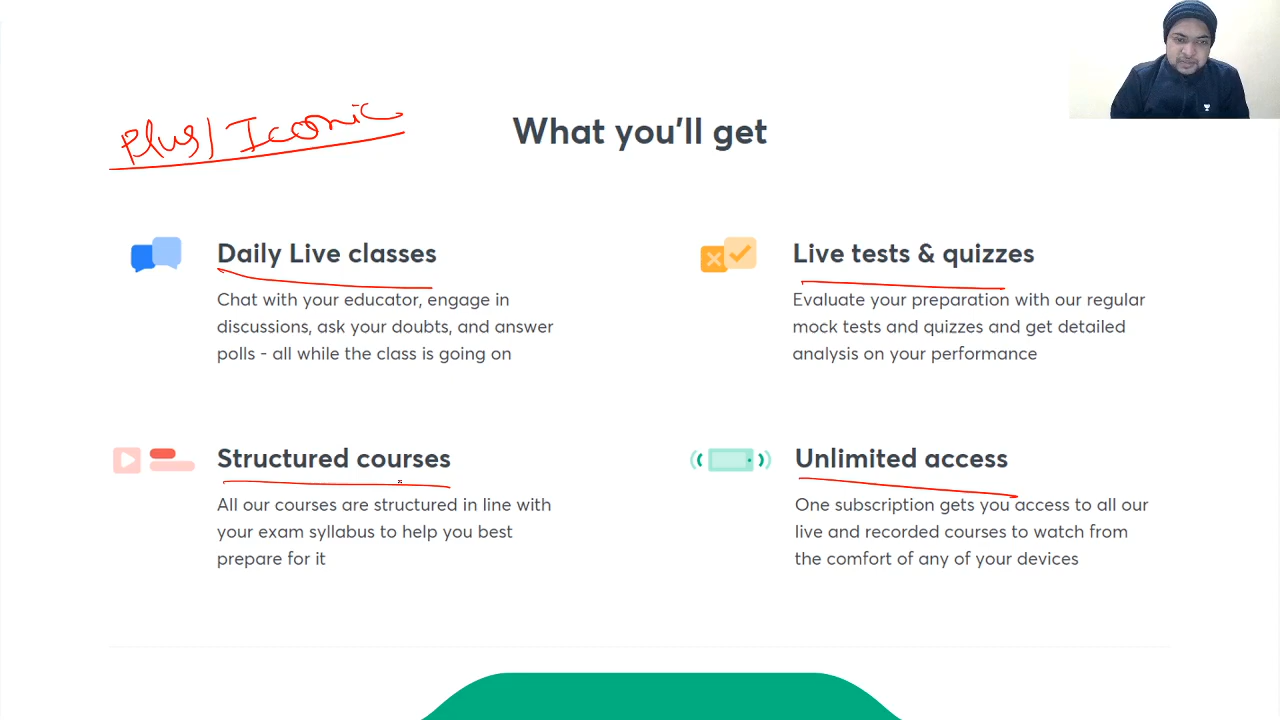 Plus/Iconic
What you'll get
Daily Live classes
Chat with your educator, engage in
discussions, ask your doubts, and answer
polls - all while the class is going on
Live tests & quizzes
Evaluate your preparation with our regular
mock tests and quizzes and get detailed
analysis on your performance
Structured courses
All our courses are structured in line with
your exam syllabus to help you best
prepare for it
Unlimited access
One subscription gets you access to all our
live and recorded courses to watch from
the comfort of any of your devices